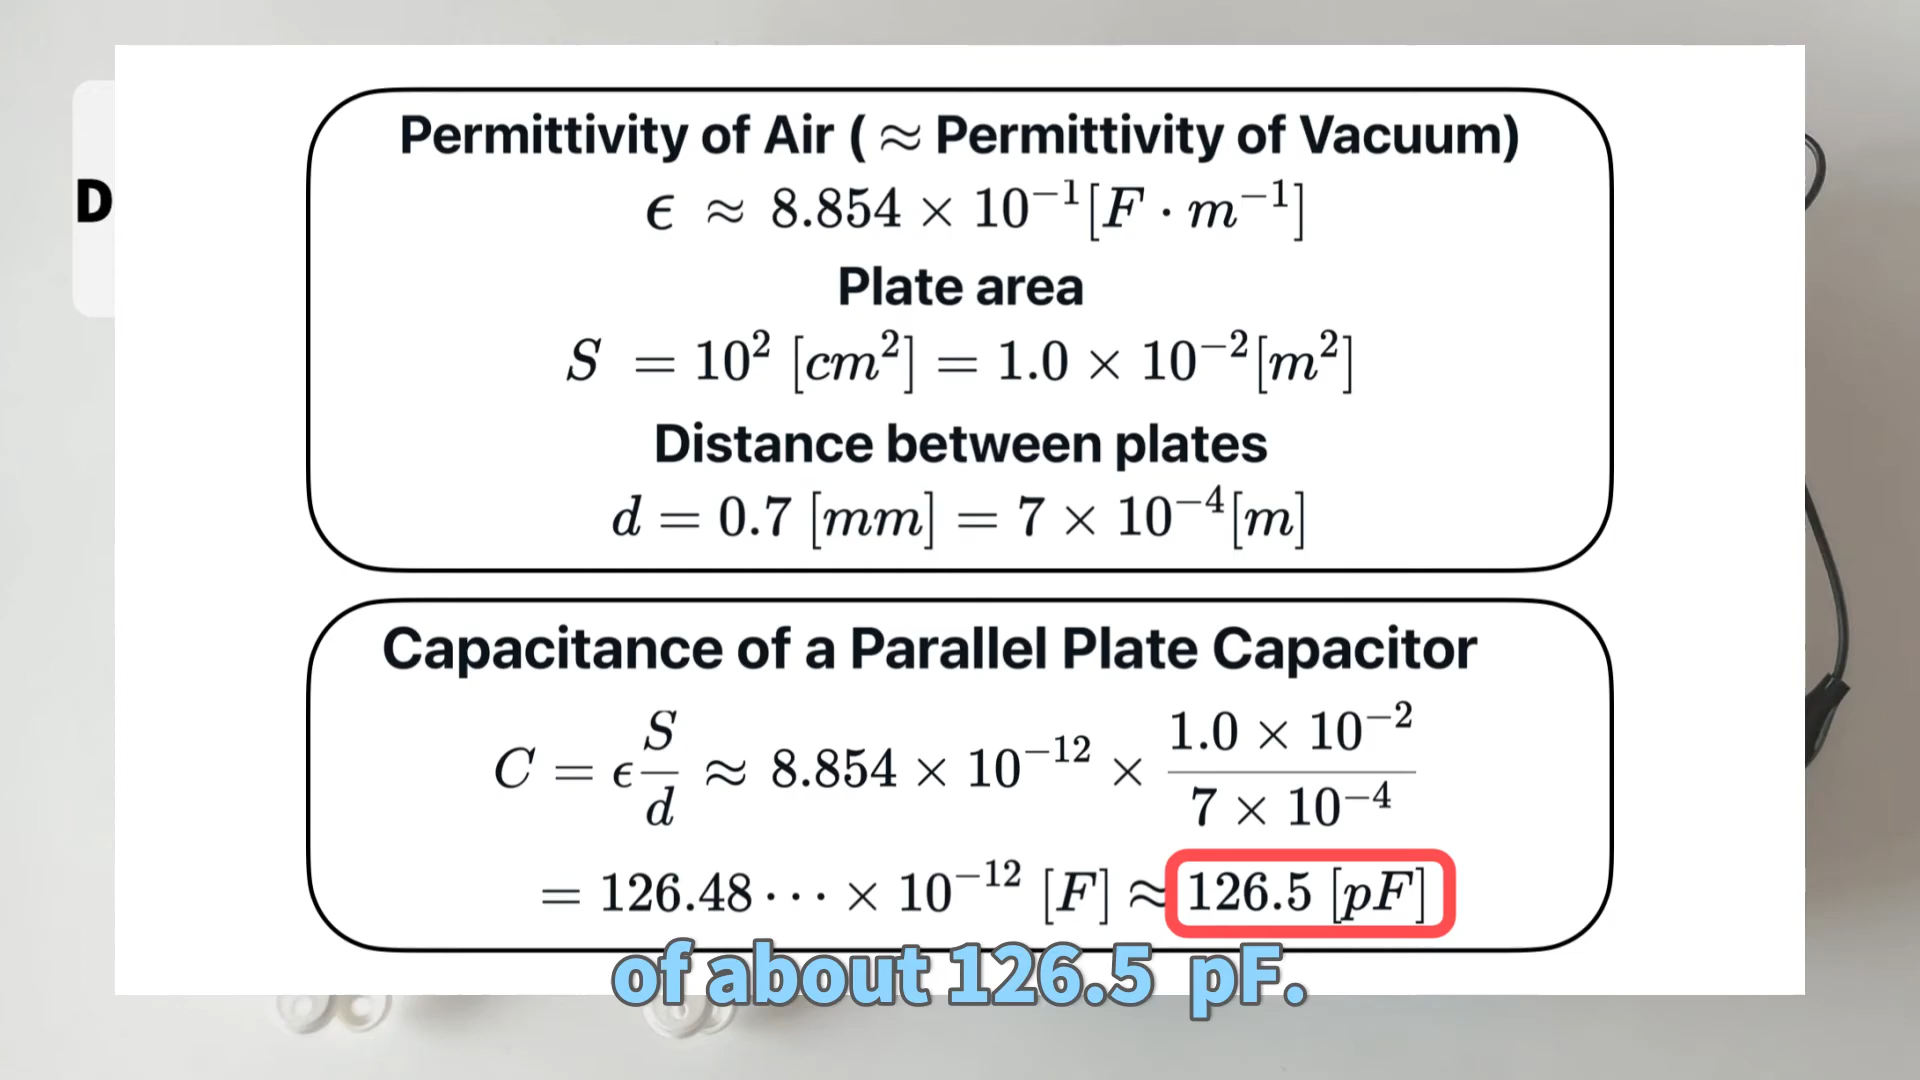 D
Permittivity of Air ( ≈ Permittivity of Vacuum)
ϵ ≈ 8.854 × 10⁻¹[F · m⁻¹]
Plate area
S = 10² [cm²] = 1.0 × 10⁻²[m²]
Distance between plates
d = 0.7 [mm] = 7 × 10⁻⁴[m]
Capacitance of a Parallel Plate Capacitor
C = ϵ S/d ≈ 8.854 × 10⁻¹² × (1.0 × 10⁻²)/(7 × 10⁻⁴)
= 126.48 · · · × 10⁻¹² [F] ≈ 126.5 [pF]
of about 126.5 pF.